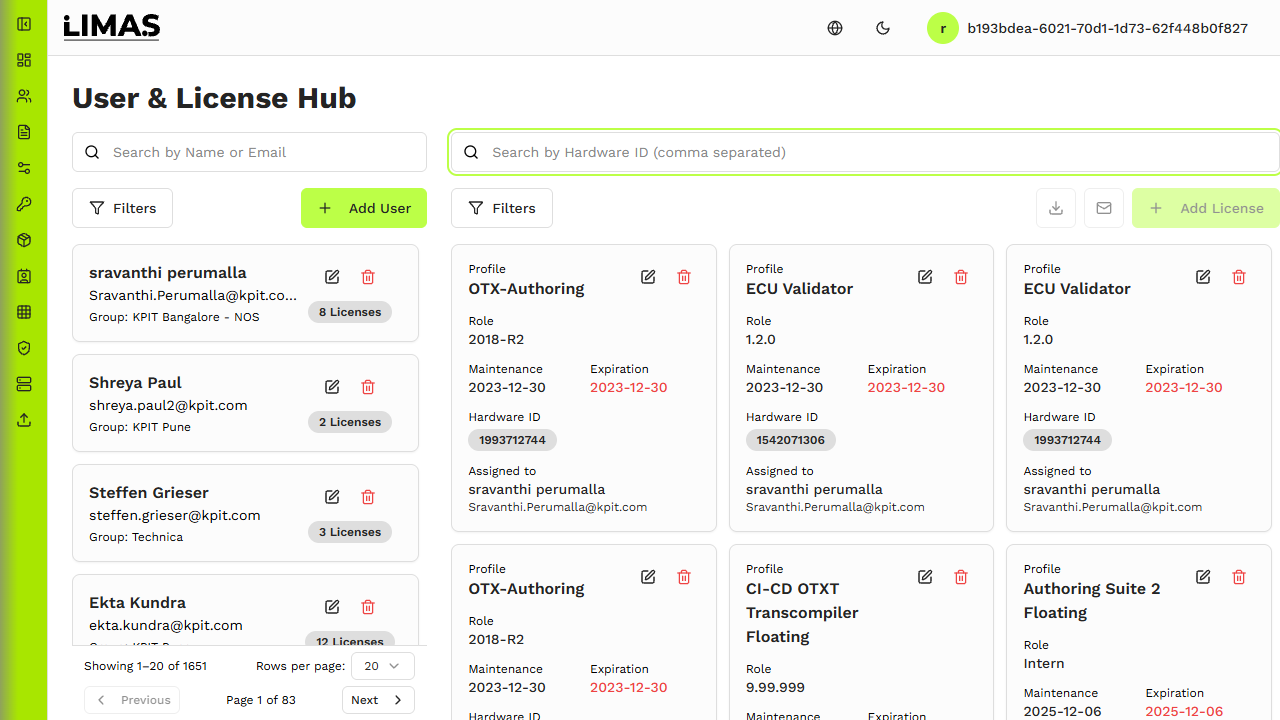 LIMAS
r
b193bdea-6021-70d1-1d73-62f448b0f827
User & License Hub
Search by Name or Email
Search by Hardware ID (comma separated)
Filters
Add User
Filters
Add License
sravanthi perumalla
Sravanthi.Perumalla@kpit.co...
Group: KPIT Bangalore - NOS
8 Licenses
Shreya Paul
shreya.paul2@kpit.com
Group: KPIT Pune
2 Licenses
Steffen Grieser
steffen.grieser@kpit.com
Group: Technica
3 Licenses
Ekta Kundra
ekta.kundra@kpit.com
12 Licenses
Showing 1–20 of 1651
Rows per page:
20
Previous
Page 1 of 83
Next
Profile
OTX-Authoring
Role
2018-R2
Maintenance
Expiration
2023-12-30
2023-12-30
Hardware ID
1993712744
Assigned to
sravanthi perumalla
Sravanthi.Perumalla@kpit.com
Profile
ECU Validator
Role
1.2.0
Maintenance
Expiration
2023-12-30
2023-12-30
Hardware ID
1542071306
Assigned to
sravanthi perumalla
Sravanthi.Perumalla@kpit.com
Profile
ECU Validator
Role
1.2.0
Maintenance
Expiration
2023-12-30
2023-12-30
Hardware ID
1993712744
Assigned to
sravanthi perumalla
Sravanthi.Perumalla@kpit.com
Profile
OTX-Authoring
Role
2018-R2
Maintenance
Expiration
2023-12-30
2023-12-30
Hardware ID
Profile
CI-CD OTXT
Transcompiler
Floating
Role
9.99.999
Maintenance
Expiration
Profile
Authoring Suite 2
Floating
Role
Intern
Maintenance
Expiration
2025-12-06
2025-12-06